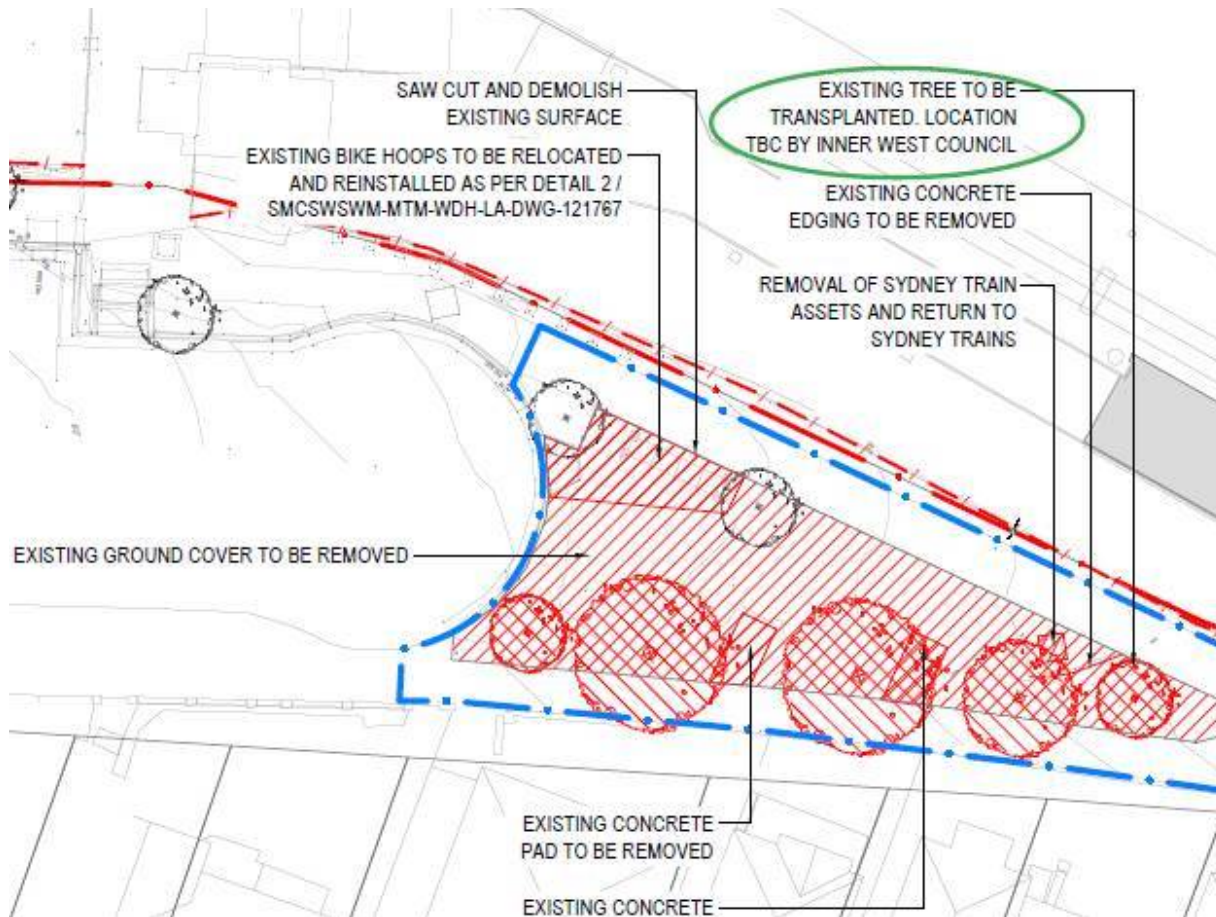 SAW CUT AND DEMOLISH
EXISTING SURFACE
EXISTING BIKE HOOPS TO BE RELOCATED
AND REINSTALLED AS PER DETAIL 2 /
SMCSWSWM-MTM-WDH-LA-DWG-121767
EXISTING TREE TO BE
TRANSPLANTED. LOCATION
TBC BY INNER WEST COUNCIL
EXISTING CONCRETE
EDGING TO BE REMOVED
REMOVAL OF SYDNEY TRAIN
ASSETS AND RETURN TO
SYDNEY TRAINS
EXISTING GROUND COVER TO BE REMOVED
EXISTING CONCRETE
PAD TO BE REMOVED
EXISTING CONCRETE